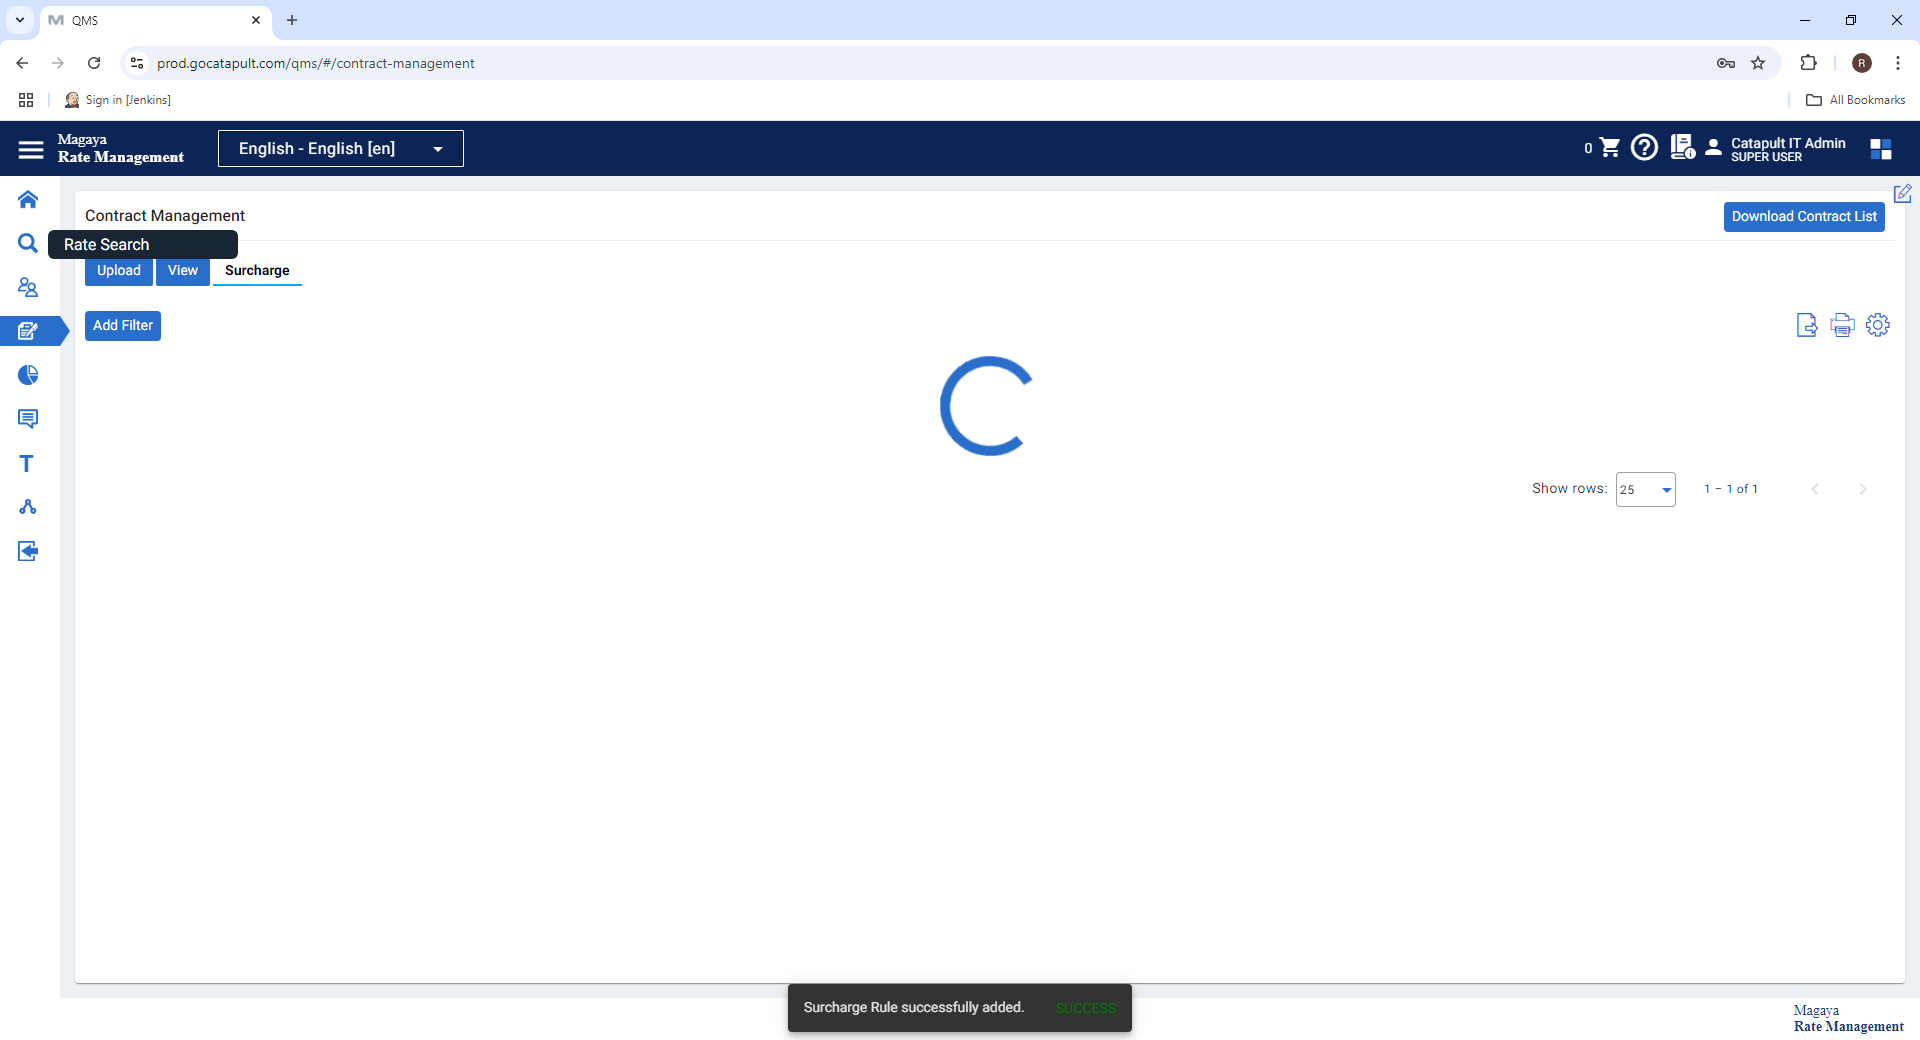 QMS
prod.gocatapult.com/qms/#/contract-management
R
Sign in [Jenkins]
All Bookmarks
Magaya
Rate Management
English - English [en]
0
Catapult IT Admin
SUPER USER
Contract Management
Download Contract List
Rate Search
Upload
View
Surcharge
Add Filter
Show rows:
25
1 – 1 of 1
T
Surcharge Rule successfully added.
SUCCESS
Magaya
Rate Management